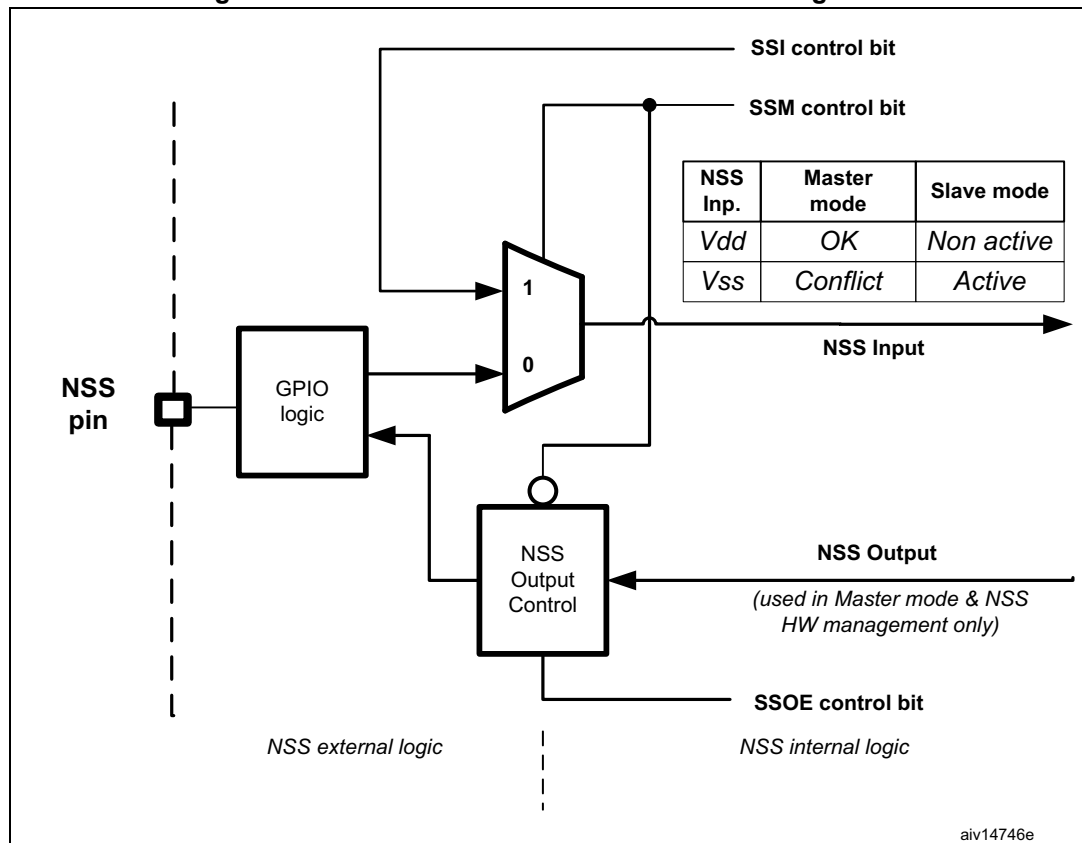 SSI control bit
SSM control bit
NSS Inp.
Master mode
Slave mode
Vdd
OK
Non active
Vss
Conflict
Active
1
0
NSS Input
NSS pin
GPIO logic
NSS Output Control
NSS Output
(used in Master mode & NSS
HW management only)
SSOE control bit
NSS external logic
NSS internal logic
aiv14746e